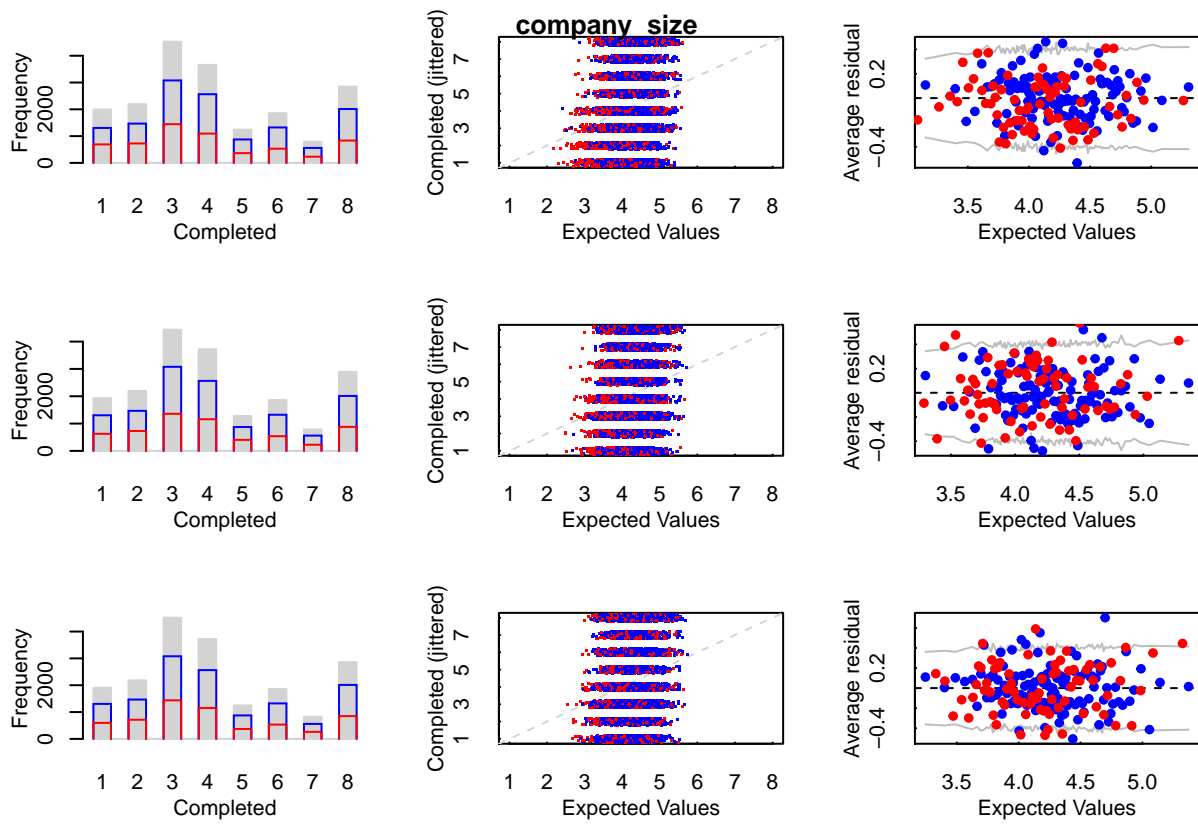 company_size
Frequency
0 2000
1 2 3 4 5 6 7 8
Completed
Completed (jittered)
1 3 5 7
1 2 3 4 5 6 7 8
Expected Values
Average residual
−0.4 0.2
3.5 4.0 4.5 5.0
Expected Values
Frequency
0 2000
1 2 3 4 5 6 7 8
Completed
Completed (jittered)
1 3 5 7
1 2 3 4 5 6 7 8
Expected Values
Average residual
−0.4 0.2
3.5 4.0 4.5 5.0
Expected Values
Frequency
0 2000
1 2 3 4 5 6 7 8
Completed
Completed (jittered)
1 3 5 7
1 2 3 4 5 6 7 8
Expected Values
Average residual
−0.4 0.2
3.5 4.0 4.5 5.0
Expected Values